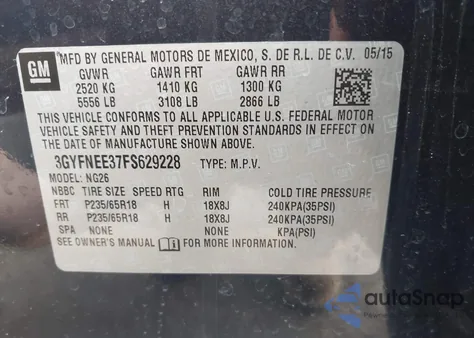 GM
MFD BY GENERAL MOTORS DE MEXICO, S. DE R.L. DE C.V. 05/15
GVWR GAWR FRT GAWR RR
2520 KG 1410 KG 1300 KG
5556 LB 3108 LB 2866 LB
THIS VEHICLE CONFORMS TO ALL APPLICABLE U.S. FEDERAL MOTOR
VEHICLE SAFETY AND THEFT PREVENTION STANDARDS IN EFFECT ON
THE DATE OF MANUFACTURE SHOWN ABOVE.
3GYFNEE37FS629228 TYPE: M.P.V.
MODEL: NG26
NBBC TIRE SIZE SPEED RTG RIM COLD TIRE PRESSURE
FRT P235/65R18 H 18X8J 240KPA(35PSI)
RR P235/65R18 H 18X8J 240KPA(35PSI)
KPA(PSI)
SEE OWNER'S MANUAL FOR MORE INFORMATION.
autoSnap